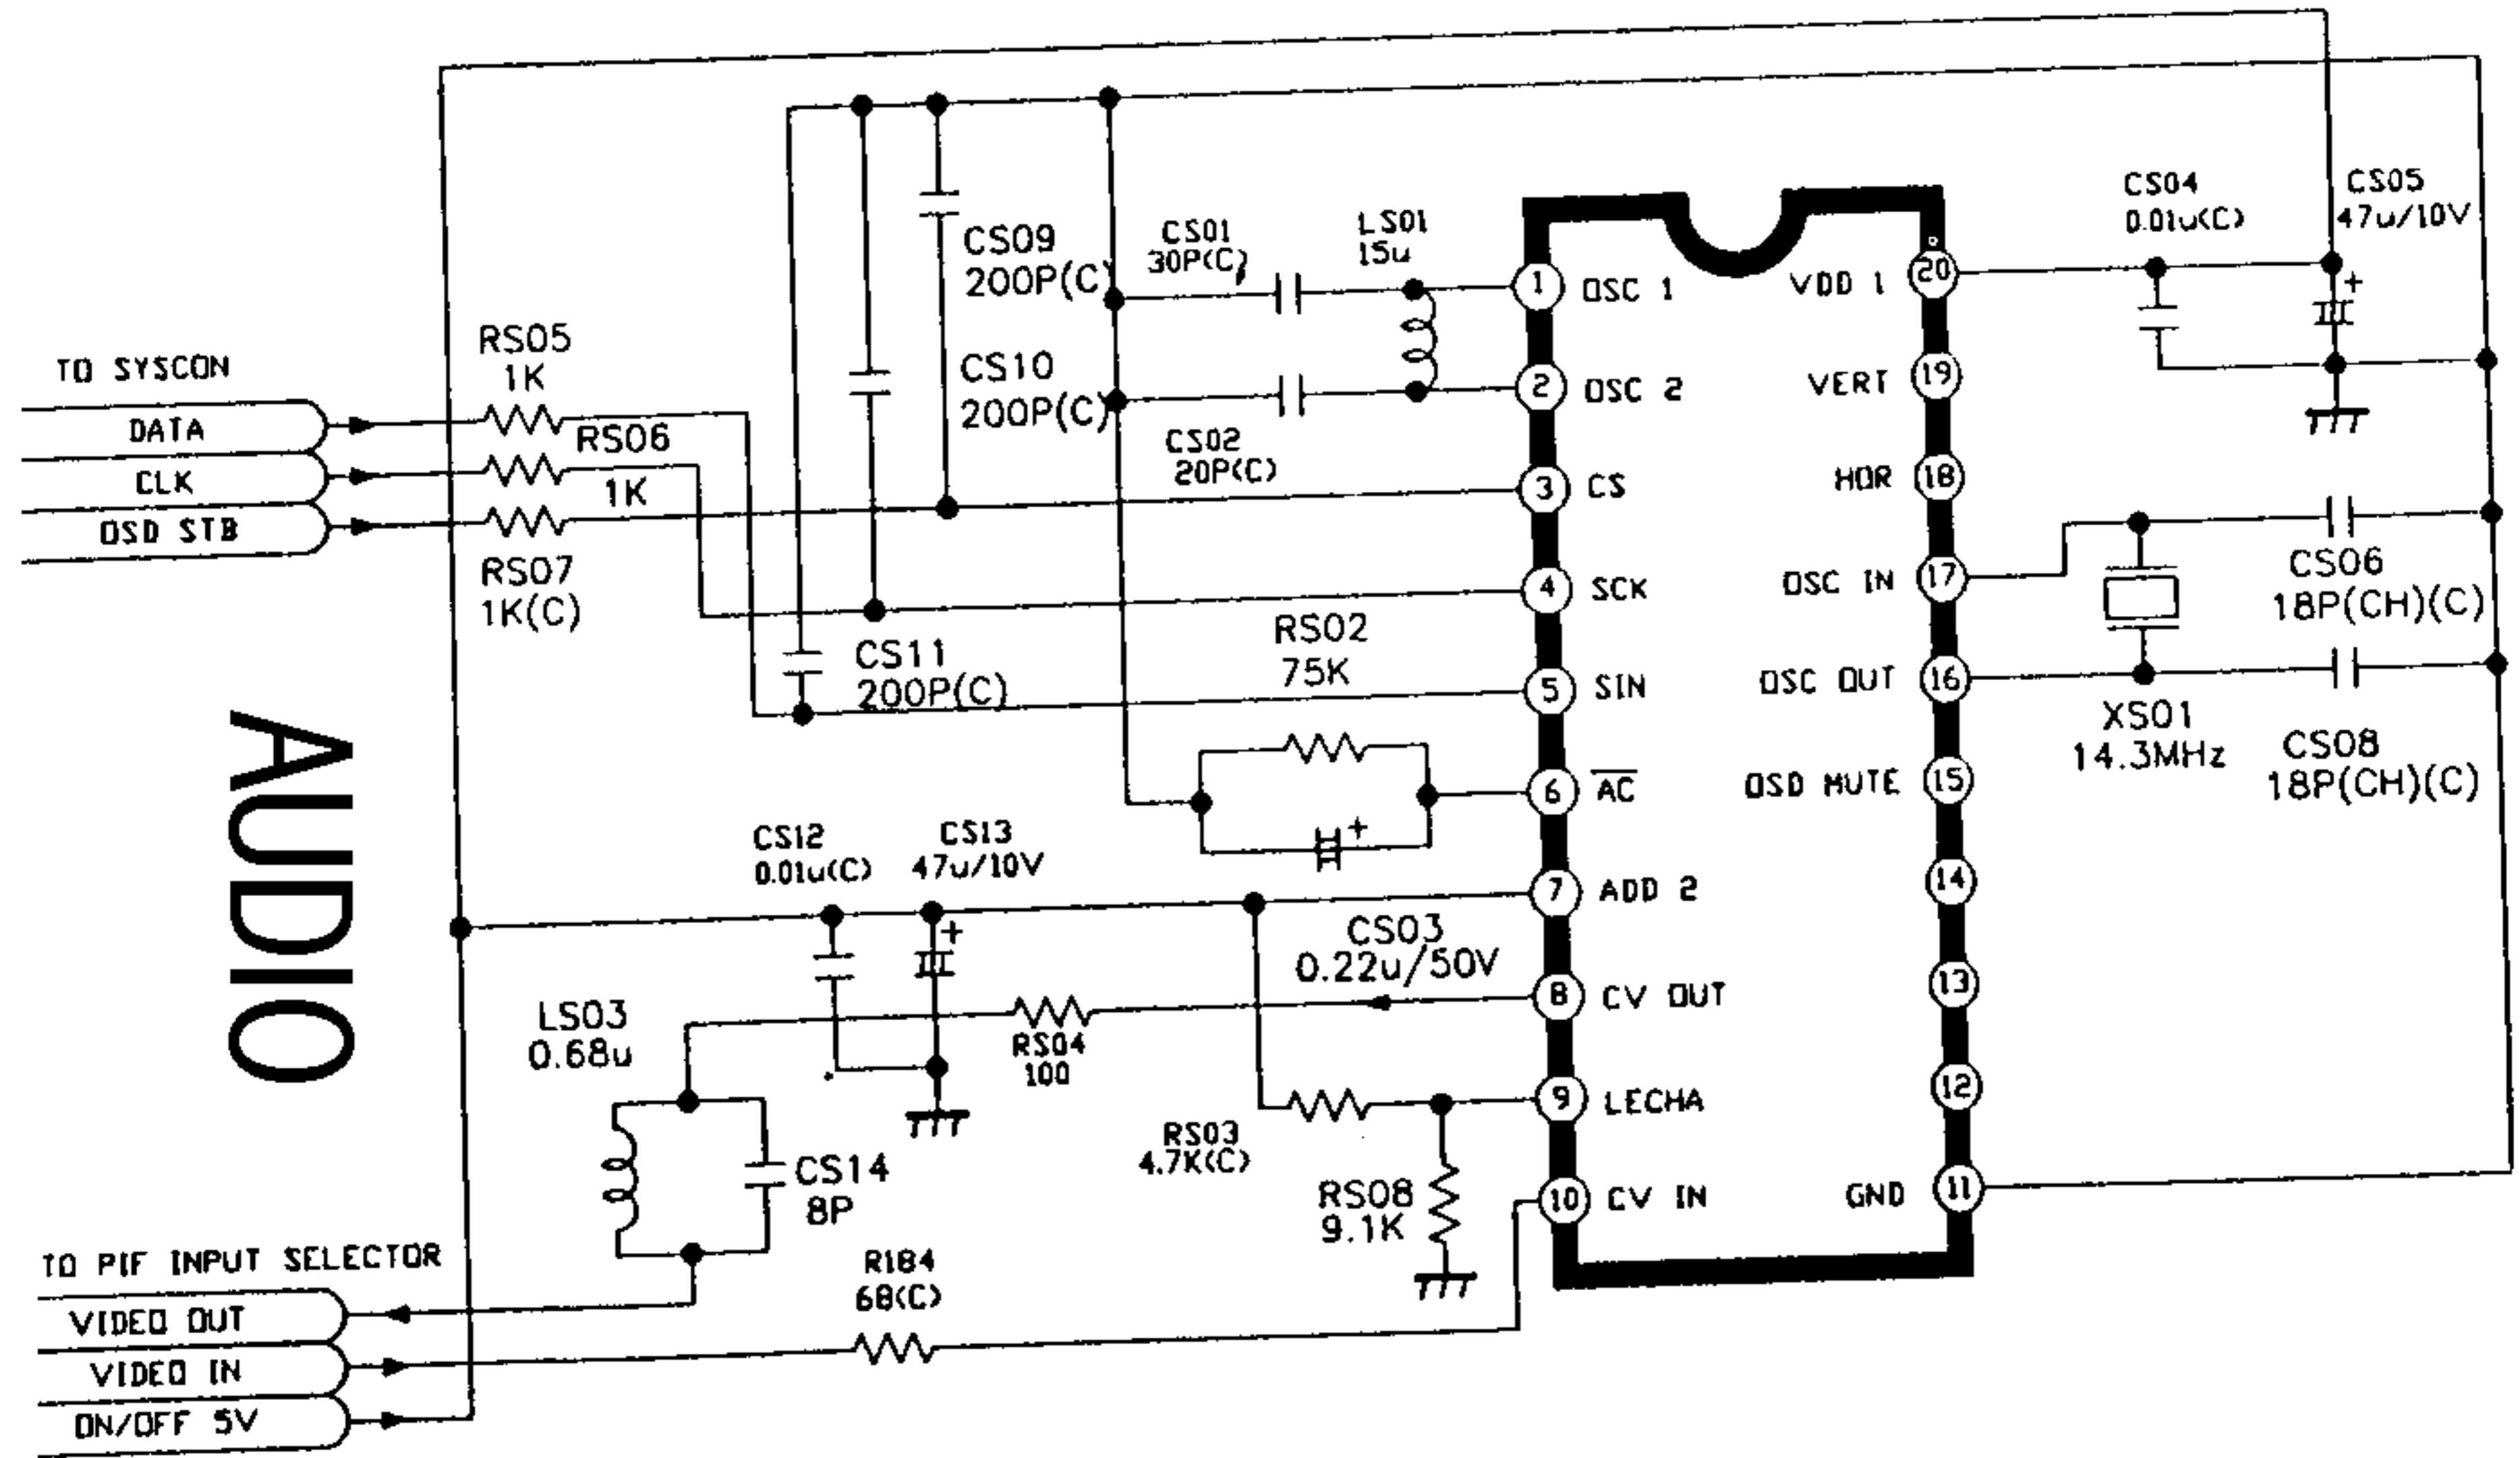 TO SYSCON
DATA
CLK
OSD STB
RS05
1K
RS06
1K
RS07
1K(C)
CS09
200P(C
CS10
200P(C)
CS11
200P(C)
CS01
30P(C)
LS01
15u
CS02
20P(C)
RS02
75K
CS03
0.22u/50V
CS12
0.01u(C)
CS13
47u/10V
LS03
0.68u
RS04
100
CS14
8P
RS03
4.7K(C)
RS08
9.1K
R184
68(C)
AUDIO
TO PIF INPUT SELECTOR
VIDEO OUT
VIDEO IN
ON/OFF 5V
1 OSC 1
2 OSC 2
3 CS
4 SCK
5 SIN
6 AC
7 ADD 2
8 CV OUT
9 LECHA
10 CV IN
VDD 1 20
VERT 19
HOR 18
OSC IN 17
OSC OUT 16
OSD MUTE 15
14
13
12
GND 11
CS04
0.01u(C)
CS05
47u/10V
+
+
+
CS06
18P(CH)(C)
XS01
14.3MHz
CS08
18P(CH)(C)